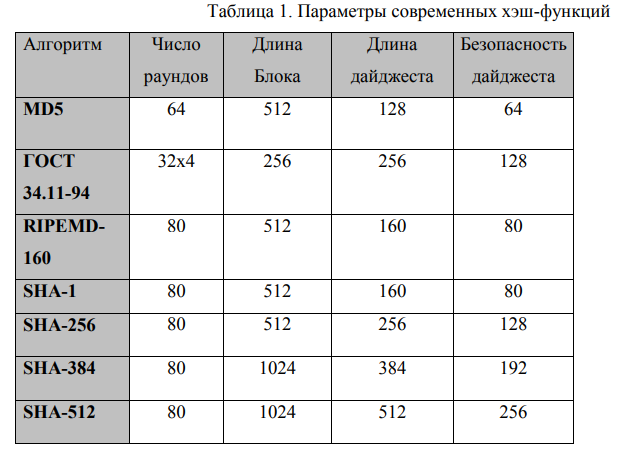 Таблица 1. Параметры современных хэш-функций
Алгоритм Число раундов Длина Блока Длина дайджеста Безопасность дайджеста
MD5 64 512 128 64
ГОСТ 34.11-94 32x4 256 256 128
RIPEMD-160 80 512 160 80
SHA-1 80 512 160 80
SHA-256 80 512 256 128
SHA-384 80 1024 384 192
SHA-512 80 1024 512 256